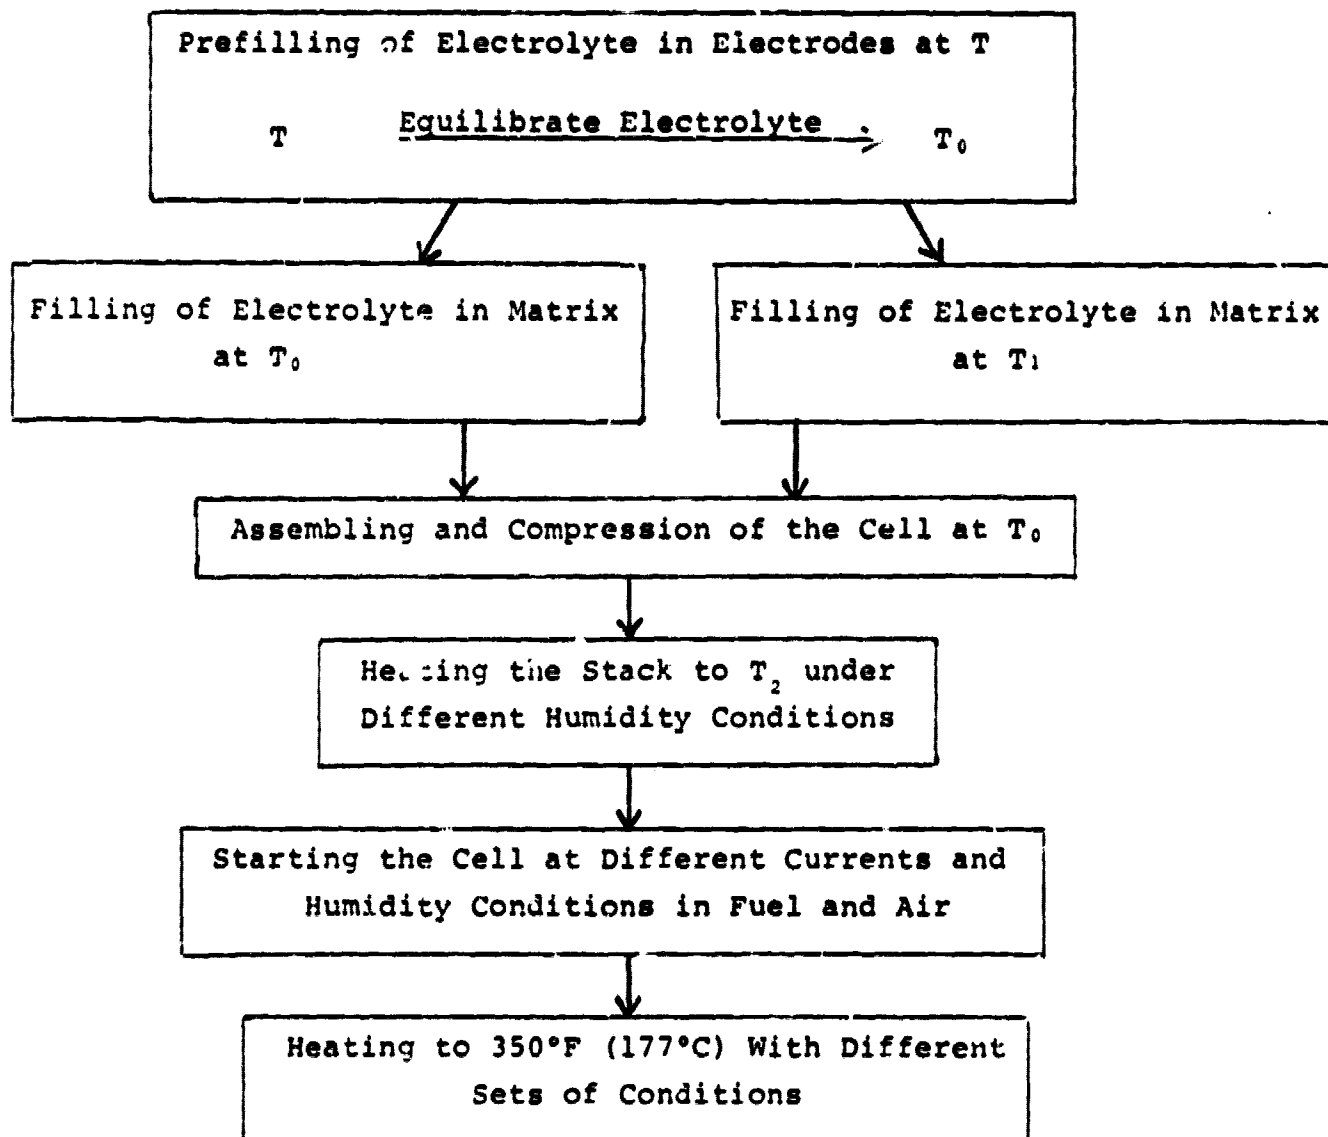 Prefilling of Electrolyte in Electrodes at T
T Equilibrate Electrolyte T₀
Filling of Electrolyte in Matrix
at T₀
Filling of Electrolyte in Matrix
at T₁
Assembling and Compression of the Cell at T₀
Heating the Stack to T₂ under
Different Humidity Conditions
Starting the Cell at Different Currents and
Humidity Conditions in Fuel and Air
Heating to 350°F (177°C) With Different
Sets of Conditions